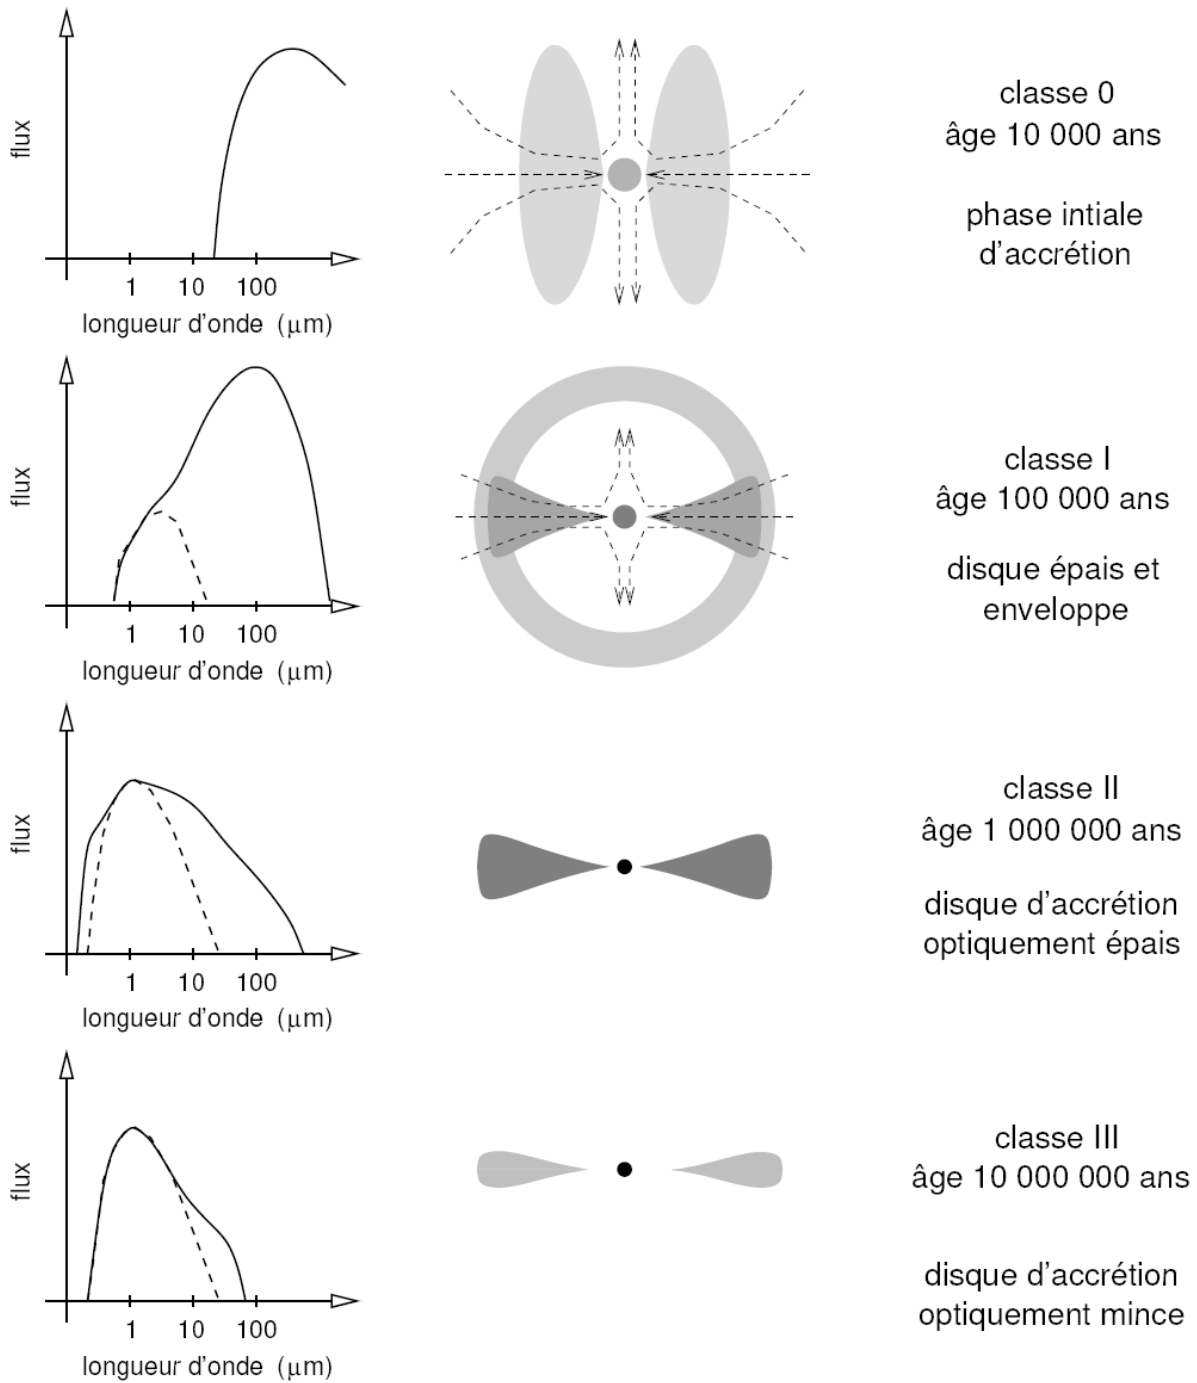 flux
1 10 100
longueur d'onde (μm)
classe 0
âge 10 000 ans
phase intiale
d'accrétion
flux
1 10 100
longueur d'onde (μm)
classe I
âge 100 000 ans
disque épais et
enveloppe
flux
1 10 100
longueur d'onde (μm)
classe II
âge 1 000 000 ans
disque d'accrétion
optiquement épais
flux
1 10 100
longueur d'onde (μm)
classe III
âge 10 000 000 ans
disque d'accrétion
optiquement mince